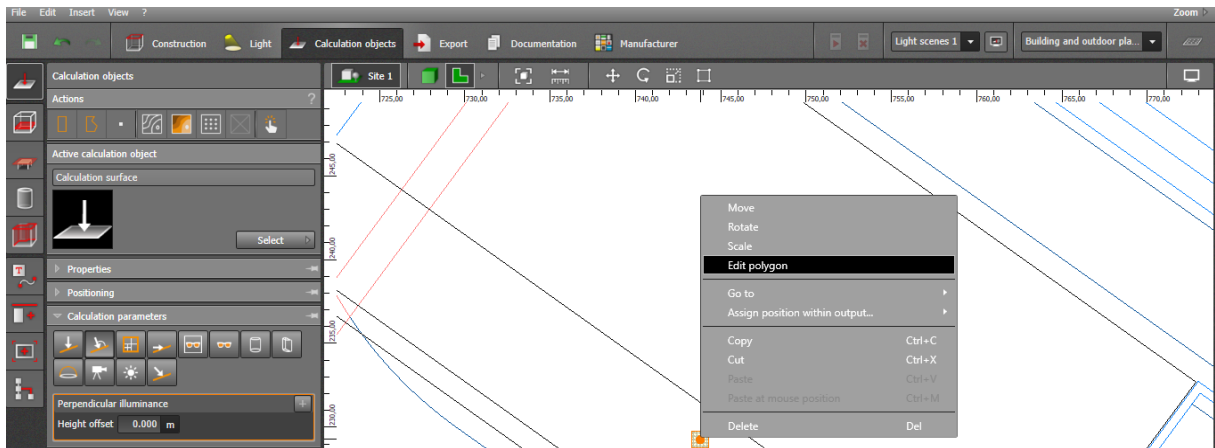 File Edit Insert View ?
Zoom
Construction Light Calculation objects Export Documentation Manufacturer Light scenes 1 Building and outdoor pla...
Calculation objects
Site 1
Actions ?
725,00 730,00 735,00 740,00 745,00 750,00 755,00 760,00 765,00 770,00
Active calculation object
Calculation surface
Select
Properties
Positioning
Calculation parameters
Perpendicular illuminance
Height offset 0.000 m
245,00
240,00
235,00
230,00
Move
Rotate
Scale
Edit polygon
Go to
Assign position within output...
Copy Ctrl+C
Cut Ctrl+X
Paste Ctrl+V
Paste at mouse position Ctrl+M
Delete Del